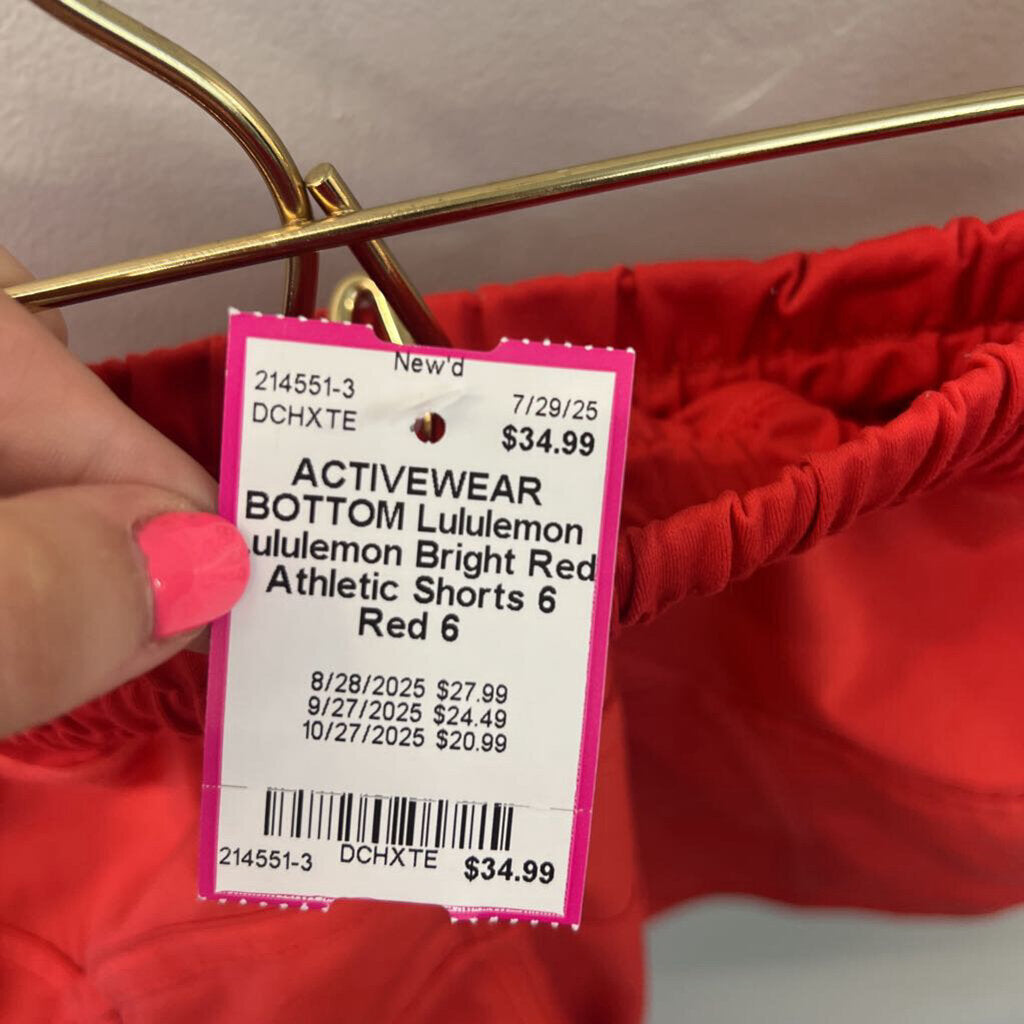 New'd
214551-3 7/29/25
DCHXTE $34.99
ACTIVEWEAR
BOTTOM Lululemon
ululemon Bright Red
Athletic Shorts 6
Red 6
8/28/2025 $27.99
9/27/2025 $24.49
10/27/2025 $20.99
214551-3 DCHXTE $34.99